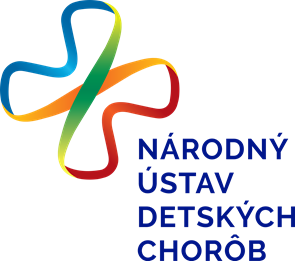 NÁRODNÝ
ÚSTAV
DETSKÝCH
CHORÔB